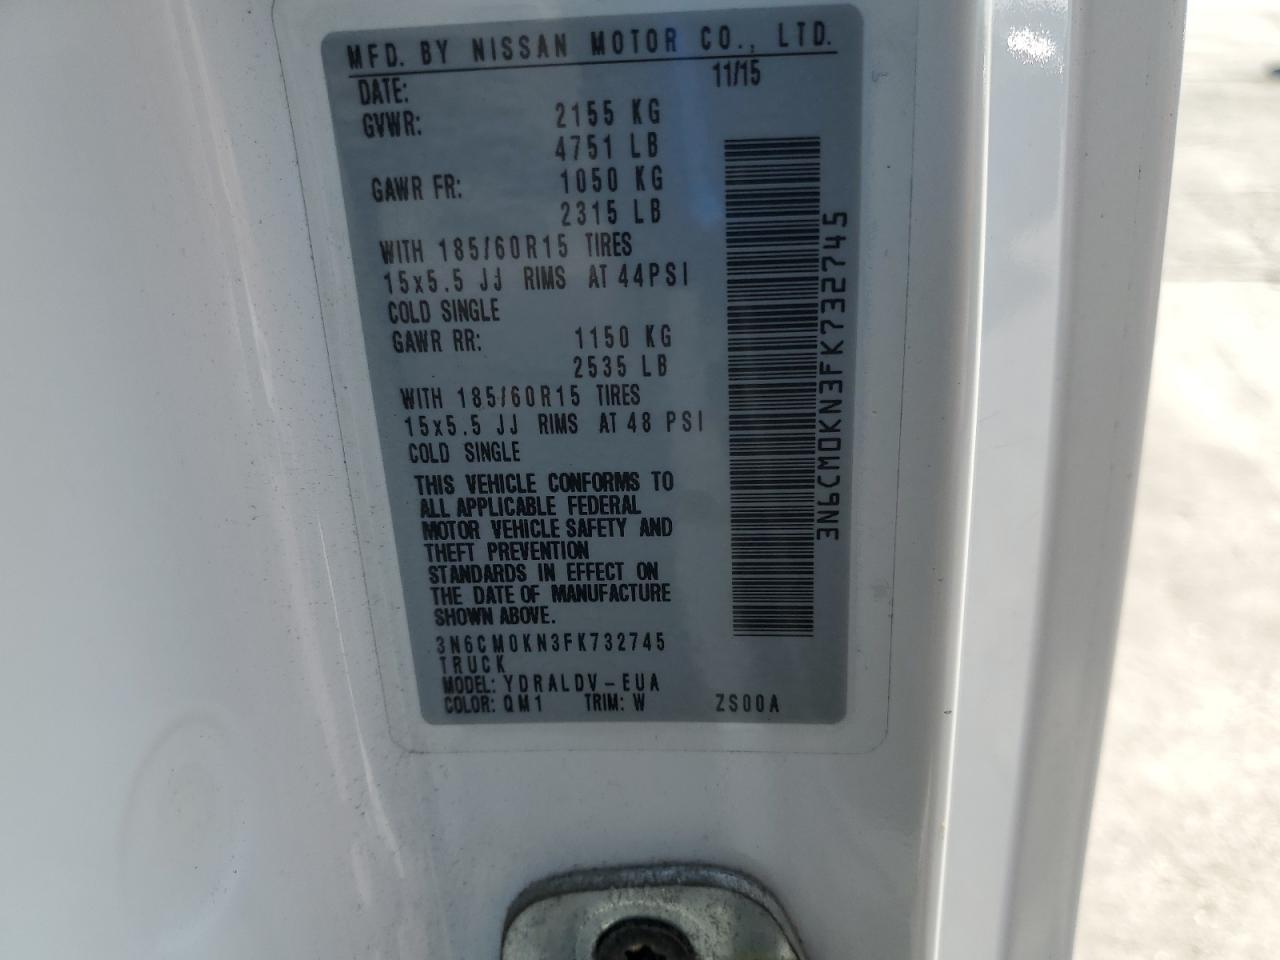 MFD. BY NISSAN MOTOR CO., LTD.
DATE: 11/15
GVWR: 2155 KG
4751 LB
GAWR FR: 1050 KG
2315 LB
WITH 185/60R15 TIRES
15x5.5 JJ RIMS AT 44PSI
COLD SINGLE
GAWR RR: 1150 KG
2535 LB
WITH 185/60R15 TIRES
15x5.5 JJ RIMS AT 48 PSI
COLD SINGLE
THIS VEHICLE CONFORMS TO
ALL APPLICABLE FEDERAL
MOTOR VEHICLE SAFETY AND
THEFT PREVENTION
STANDARDS IN EFFECT ON
THE DATE OF MANUFACTURE
SHOWN ABOVE.
3N6CM0KN3FK732745
TRUCK
MODEL: YDRALDV-EUA
COLOR: QM1 TRIM: W ZS00A
3N6CM0KN3FK732745